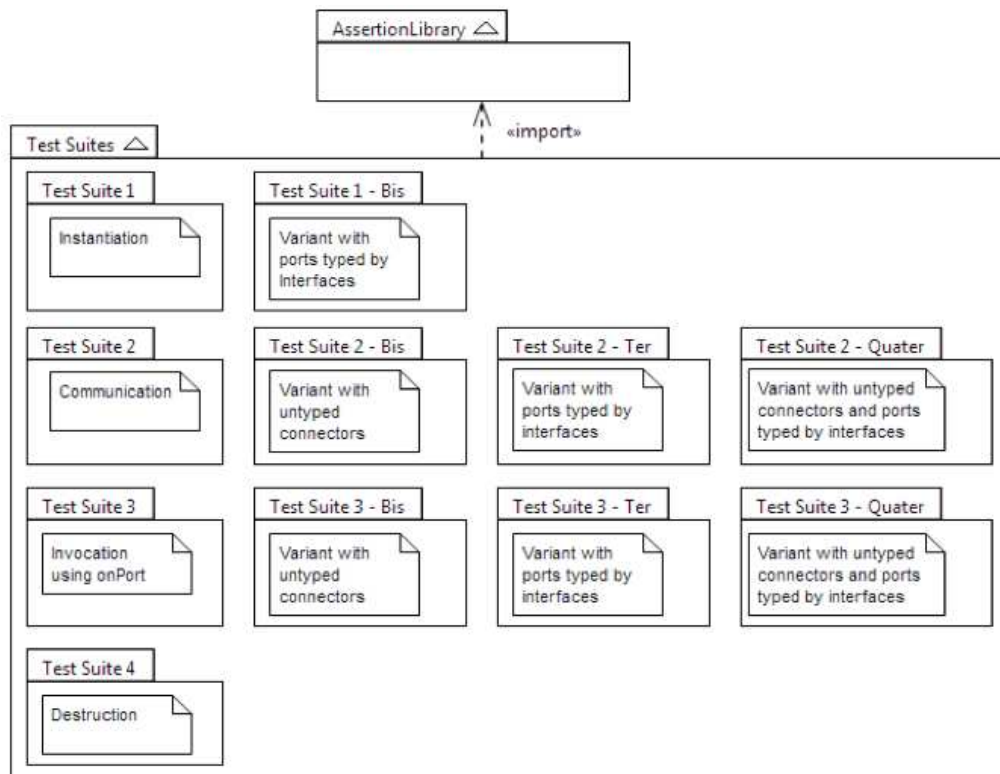 AssertionLibrary
«import»
Test Suites
Test Suite 1
Instantiation
Test Suite 1 - Bis
Variant with
ports typed by
Interfaces
Test Suite 2
Communication
Test Suite 2 - Bis
Variant with
untyped
connectors
Test Suite 2 - Ter
Variant with
ports typed by
interfaces
Test Suite 2 - Quater
Variant with untyped
connectors and ports
typed by interfaces
Test Suite 3
Invocation
using onPort
Test Suite 3 - Bis
Variant with
untyped
connectors
Test Suite 3 - Ter
Variant with
ports typed by
interfaces
Test Suite 3 - Quater
Variant with untyped
connectors and ports
typed by interfaces
Test Suite 4
Destruction